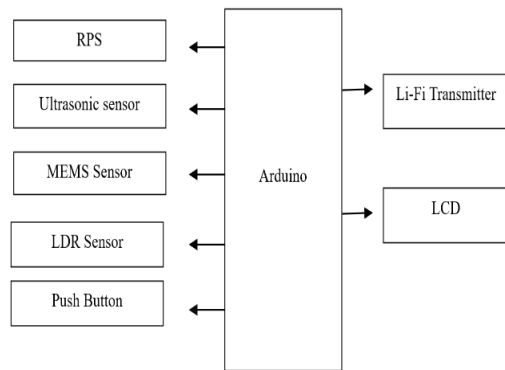 RPS
Ultrasonic sensor
MEMS Sensor
LDR Sensor
Push Button
Arduino
Li-Fi Transmitter
LCD